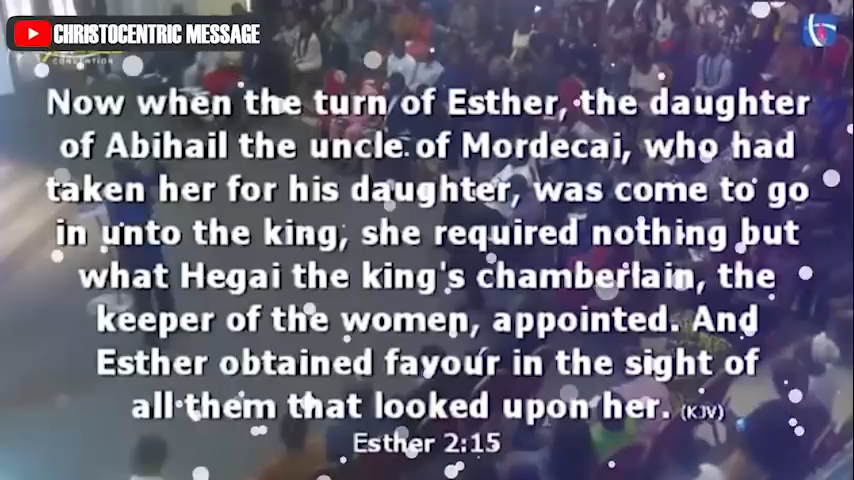 CHRISTOCENTRIC MESSAGE
CONVENTION
Now when the turn of Esther, the daughter
of Abihail the uncle of Mordecai, who had
taken her for his daughter, was come to go
in unto the king, she required nothing but
what Hegai the king's chamberlain, the
keeper of the women, appointed. And
Esther obtained favour in the sight of
all them that looked upon her. (KJV)
Esther 2:15